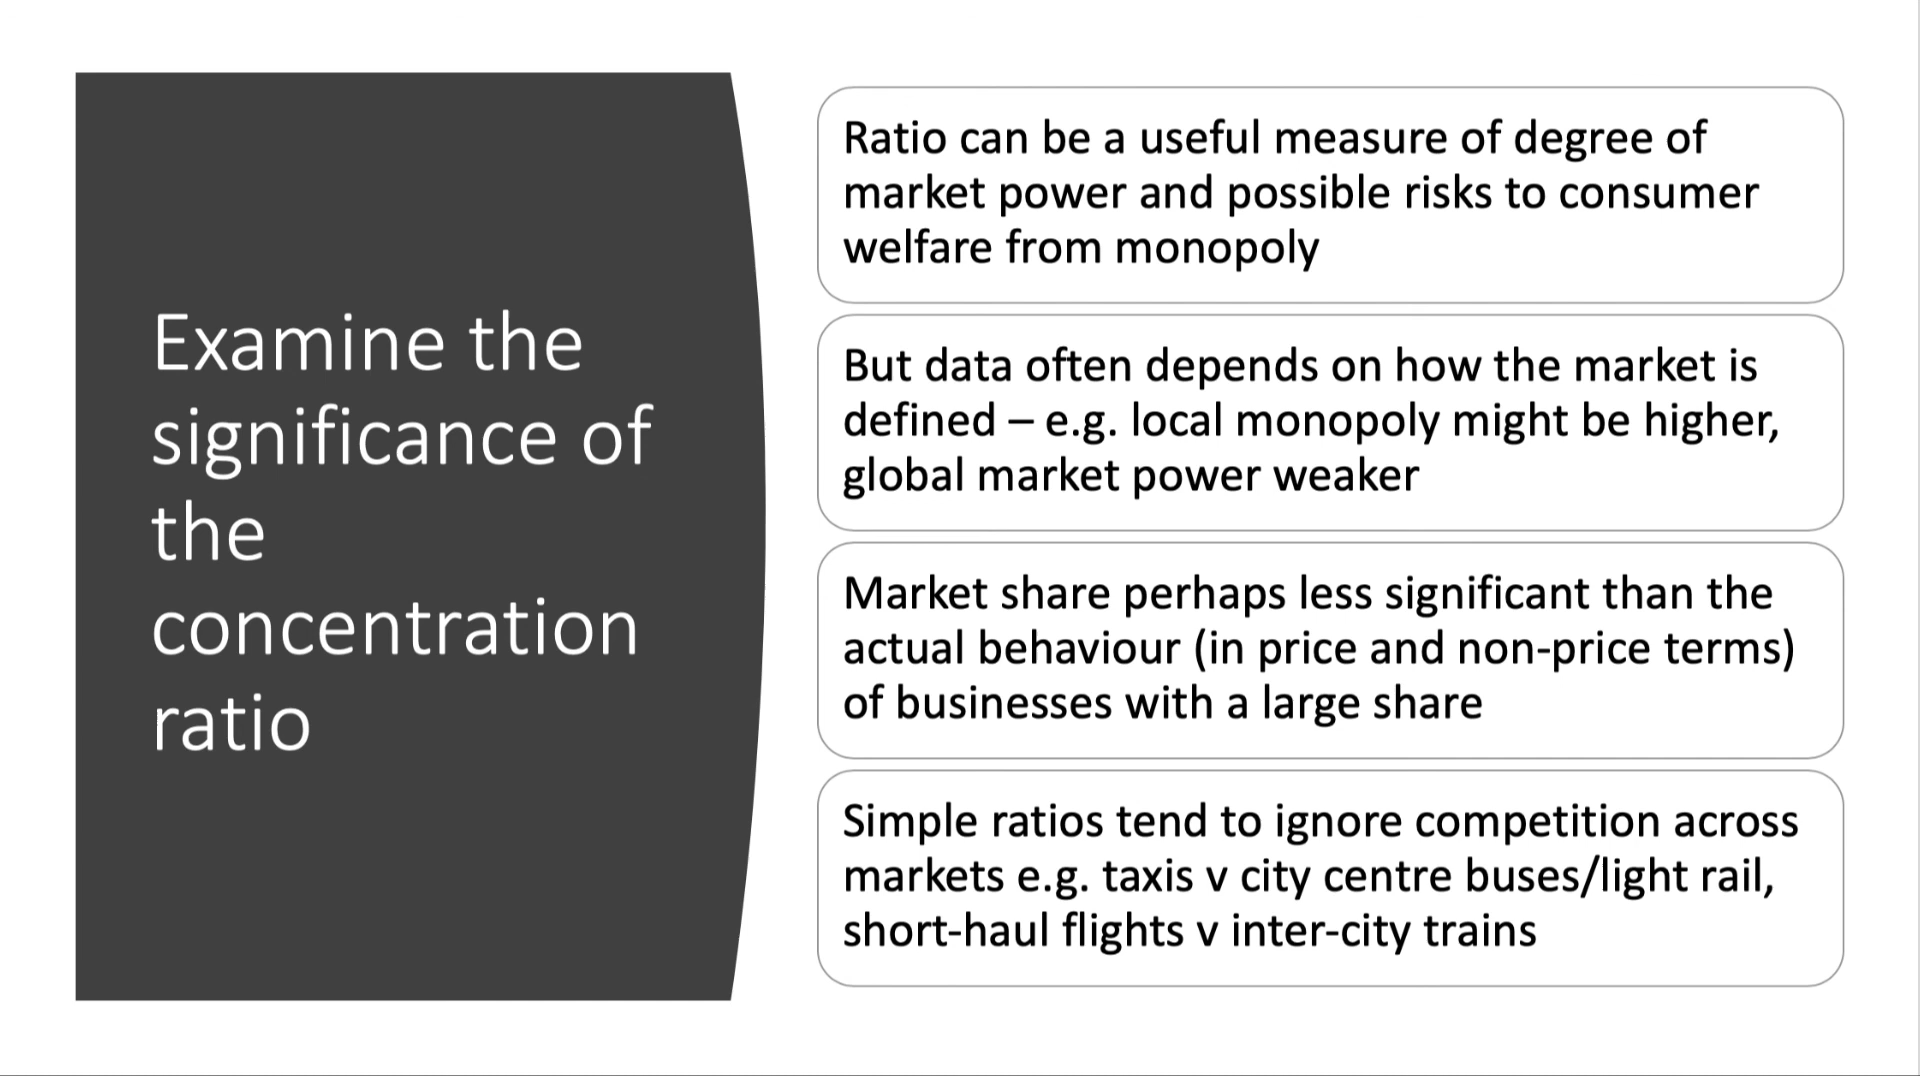 Examine the
significance of
the
concentration
ratio
Ratio can be a useful measure of degree of
market power and possible risks to consumer
welfare from monopoly
But data often depends on how the market is
defined – e.g. local monopoly might be higher,
global market power weaker
Market share perhaps less significant than the
actual behaviour (in price and non-price terms)
of businesses with a large share
Simple ratios tend to ignore competition across
markets e.g. taxis v city centre buses/light rail,
short-haul flights v inter-city trains